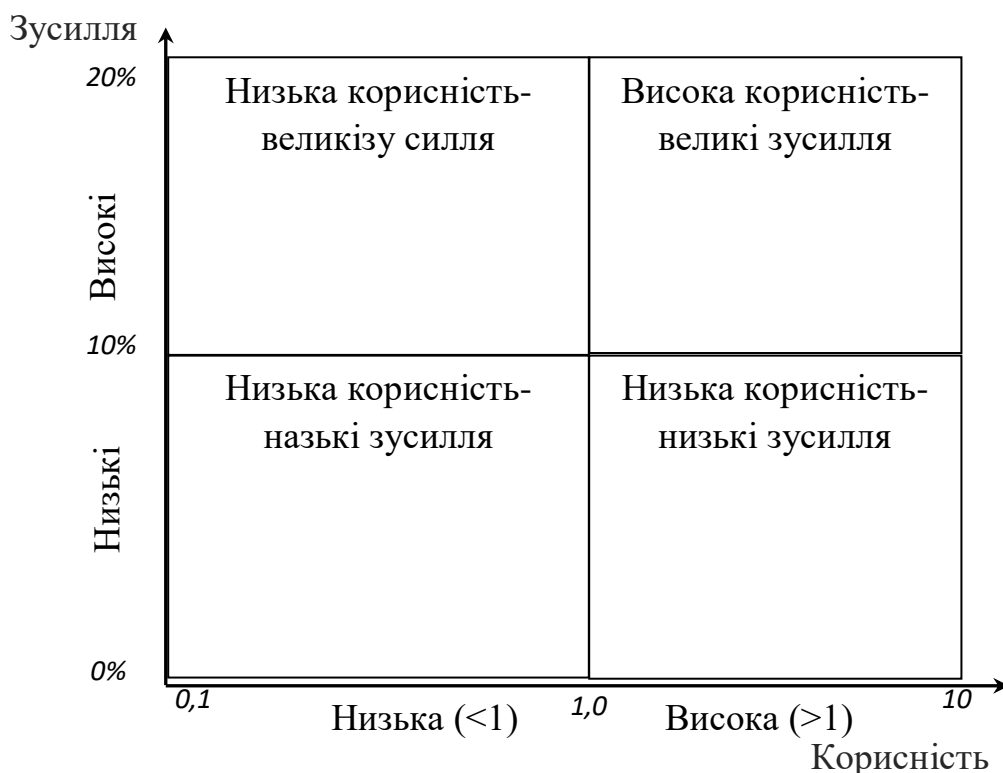 Зусилля
20%
Низька корисність-
великізу силля
Висока корисність-
великі зусилля
Високі
10%
Низька корисність-
назькі зусилля
Низька корисність-
низькі зусилля
Низькі
0%
0,1
Низька (<1)
1,0
Висока (>1)
10
Корисність